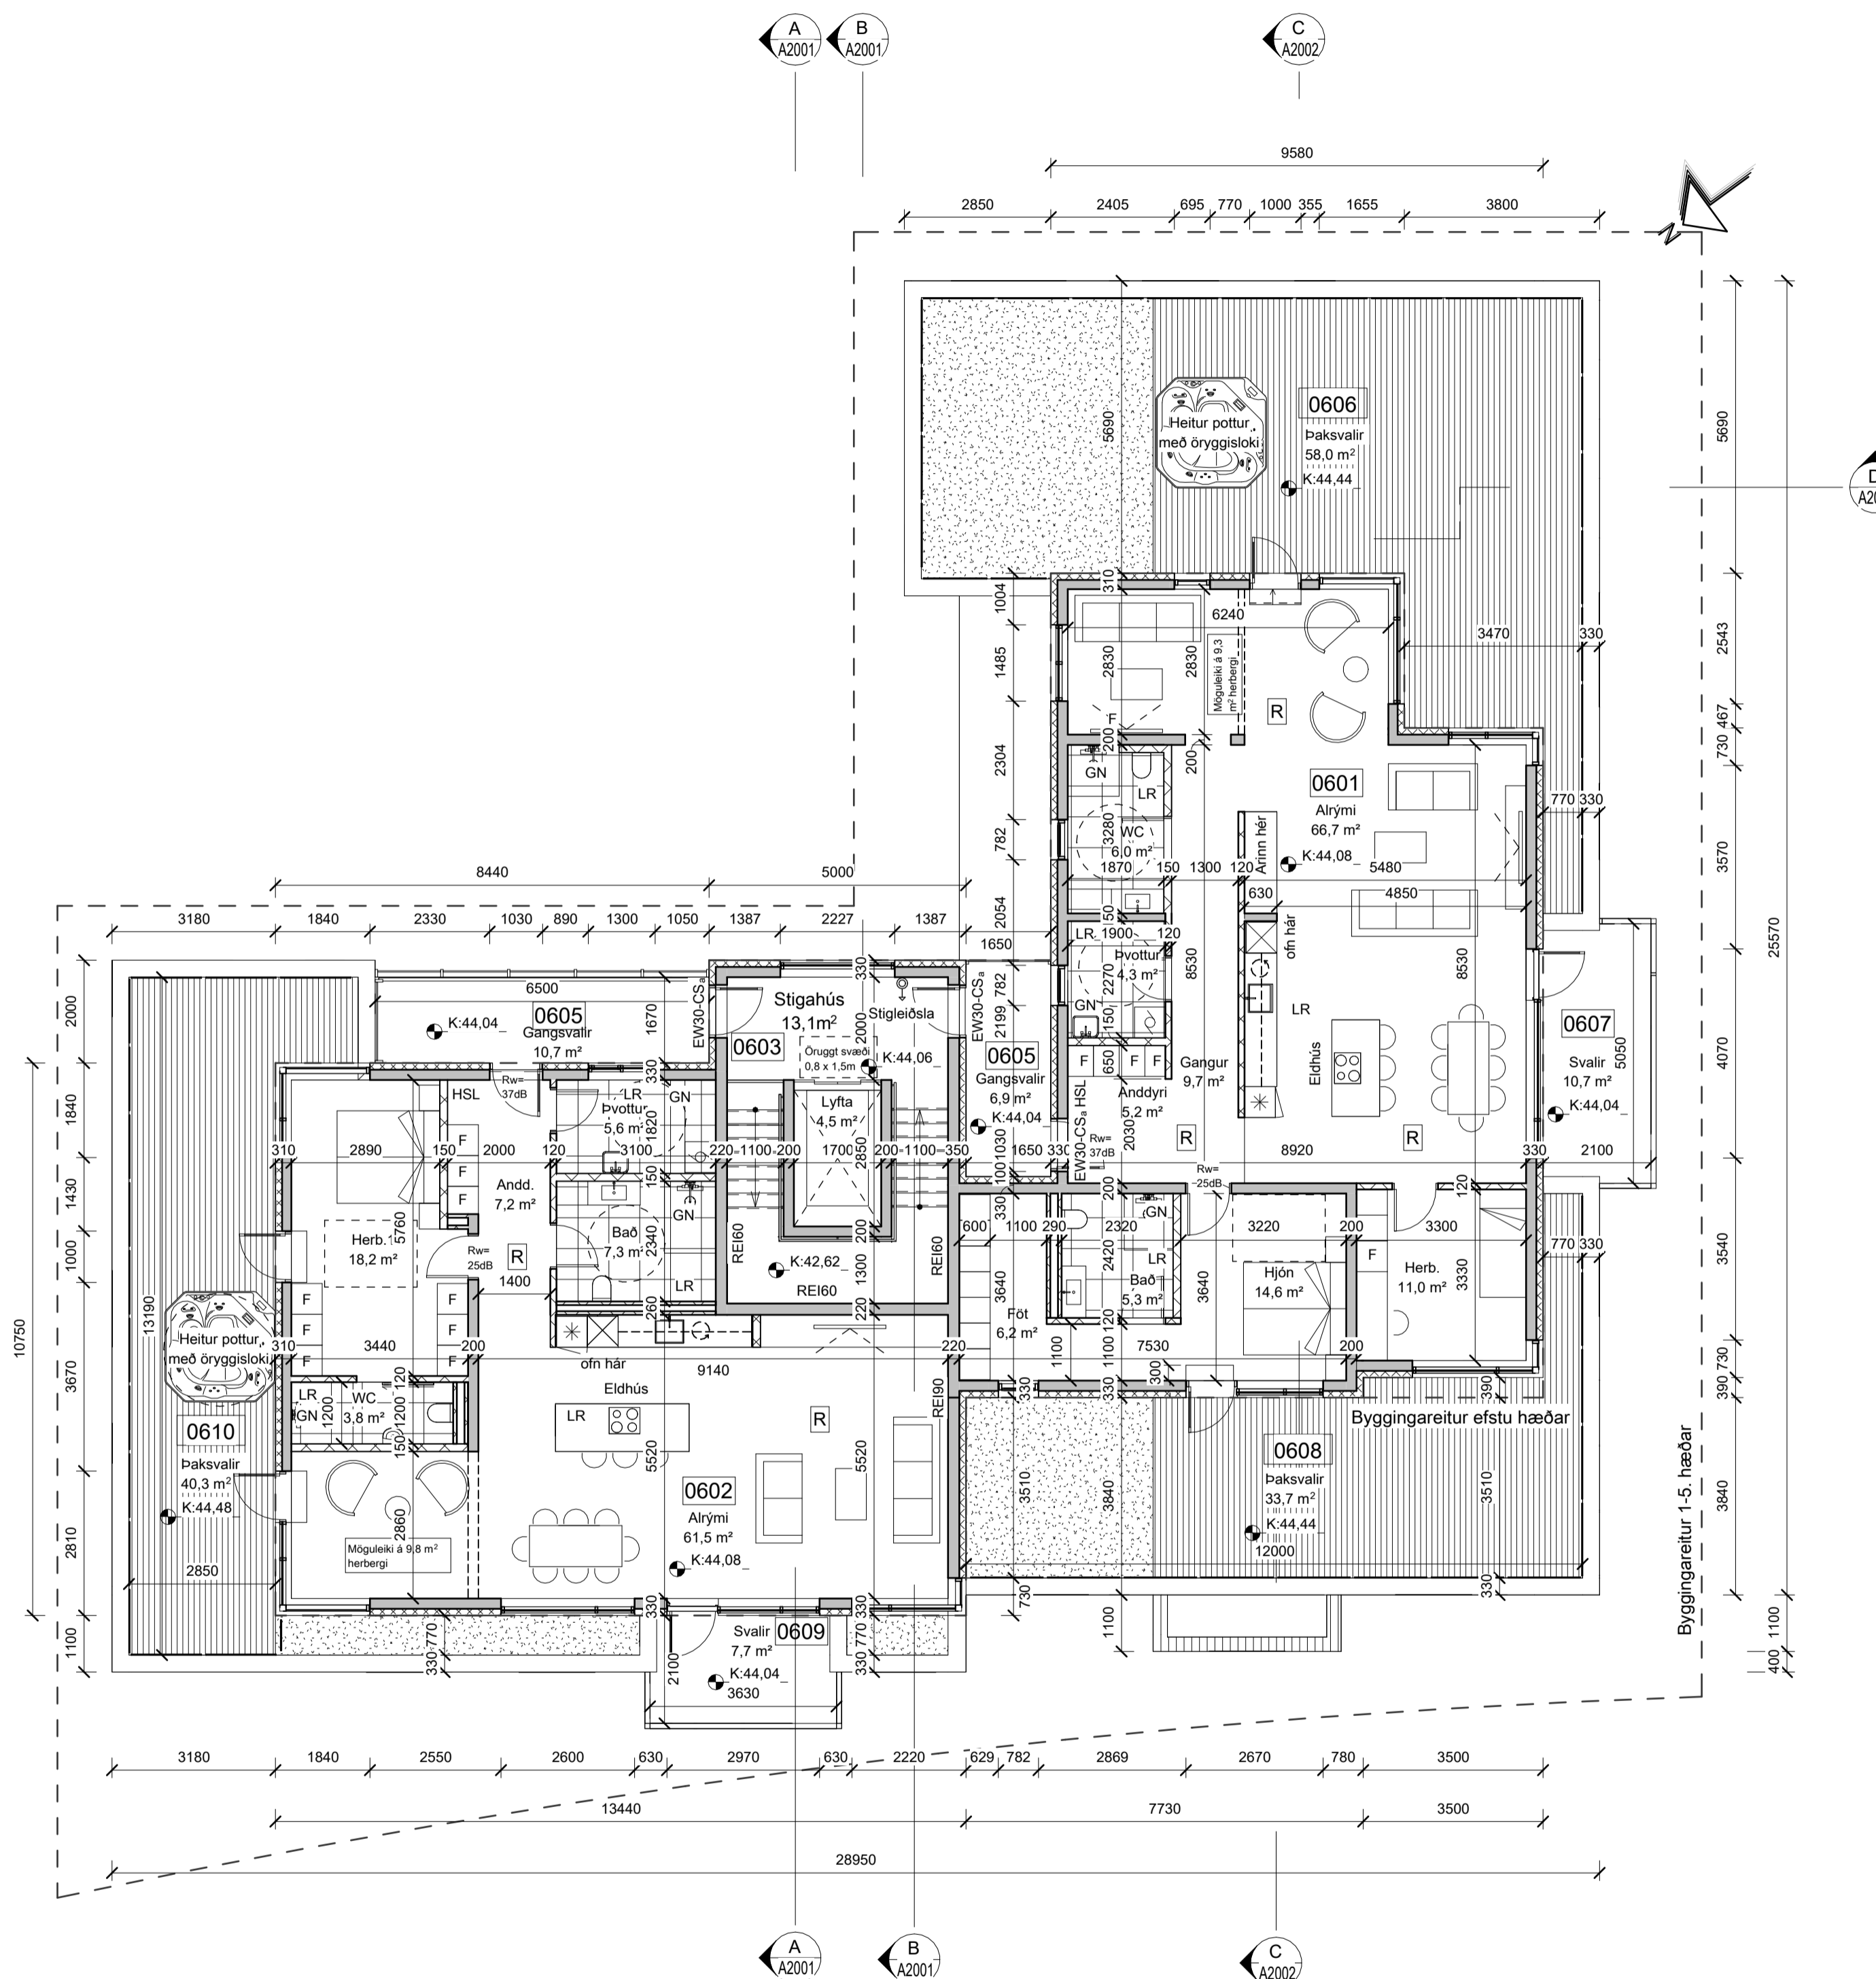 A
A2001
B
A2001
C
A2002
9580
2850
2405
695
770
1000
355
1655
3800
N
5690
5690
0606
Þaksvalir
58,0 m²
K:44,44
Heitur pottur
með öryggisloki
D
1004
310
6240
3470
330
2543
1485
2830
2830
Möguleiki á 9,3
m² herbergi
R
F
467
200
200
730
2304
GN
LR
0601
Alrými
66,7 m²
K:44,08
770
330
3280
WC
6,0 m²
Arinn hér
782
3570
25570
8440
5000
1870
150
1300
120
5480
630
4850
3180
1840
2330
1030
890
1300
1050
1387
2227
1387
2054
150
LR
1900
120
ofn hár
1650
330
Þvottur
4,3 m²
8530
8530
2000
6500
0605
Gangsvalir
10,7 m²
K:44,04
1670
EW30-CSa
Stigahús
13,1m²
Stigleiðsla
2000
EW30-CSa
782
2270
2199
GN
150
LR
0607
Svalir
10,7 m²
K:44,04
5050
4070
0603
Öruggt svæði
0,8 x 1,5m
K:44,06
0605
Gangsvalir
6,9 m²
K:44,04
650
F
F
F
Gangur
9,7 m²
Eldhús
330
HSL
Rw=
37dB
LR
Þvottur
5,6 m²
GN
1820
Lyfta
4,5 m²
Anddyri
5,2 m²
EW30-CSa HSL
1840
F
F
F
2030
R
R
1030
Rw=
37dB
310
2890
150
2000
120
3100
220
1100
200
1700
2850
200
1100
350
1650
330
8920
330
2100
10750
1430
Andd.
7,2 m²
150
100
Rw=
25dB
200
120
5760
GN
Bað
7,3 m²
2340
330
600
1100
290
2320
GN
3220
200
3300
Herb.
18,2 m²
Rw=
25dB
R
REI60
200
K:42,62
REI60
1300
REI60
2420
LR
F
770
330
3540
1000
1400
LR
3640
Bað
5,3 m²
3640
Hjón
14,6 m²
3330
Herb.
11,0 m²
13190
F
F
F
260
220
Föt
6,2 m²
120
Heitur pottur
með öryggisloki
310
3440
200
ofn hár
9140
220
1100
1100
7530
200
300
730
3670
120
Eldhús
REI90
330
330
330
390
390
LR
GN
WC
3,8 m²
1200
1200
LR
R
Byggingareitur efstu hæðar
0610
Þaksvalir
40,3 m²
K:44,48
150
5520
5520
0608
Þaksvalir
33,7 m²
K:44,44
12000
3510
3840
3510
3840
0602
Alrými
61,5 m²
K:44,08
2810
2860
Möguleiki á 9,8 m²
herbergi
2850
Byggingareitur 1-5. hæðar
330
330
730
330
1100
1100
1100
400
770
330
Svalir
7,7 m²
0609
K:44,04
3630
2100
770
330
3180
1840
2550
2600
630
2970
630
2220
629
782
2869
2670
780
3500
13440
7730
3500
28950
A
A2001
B
A2001
C
A2002